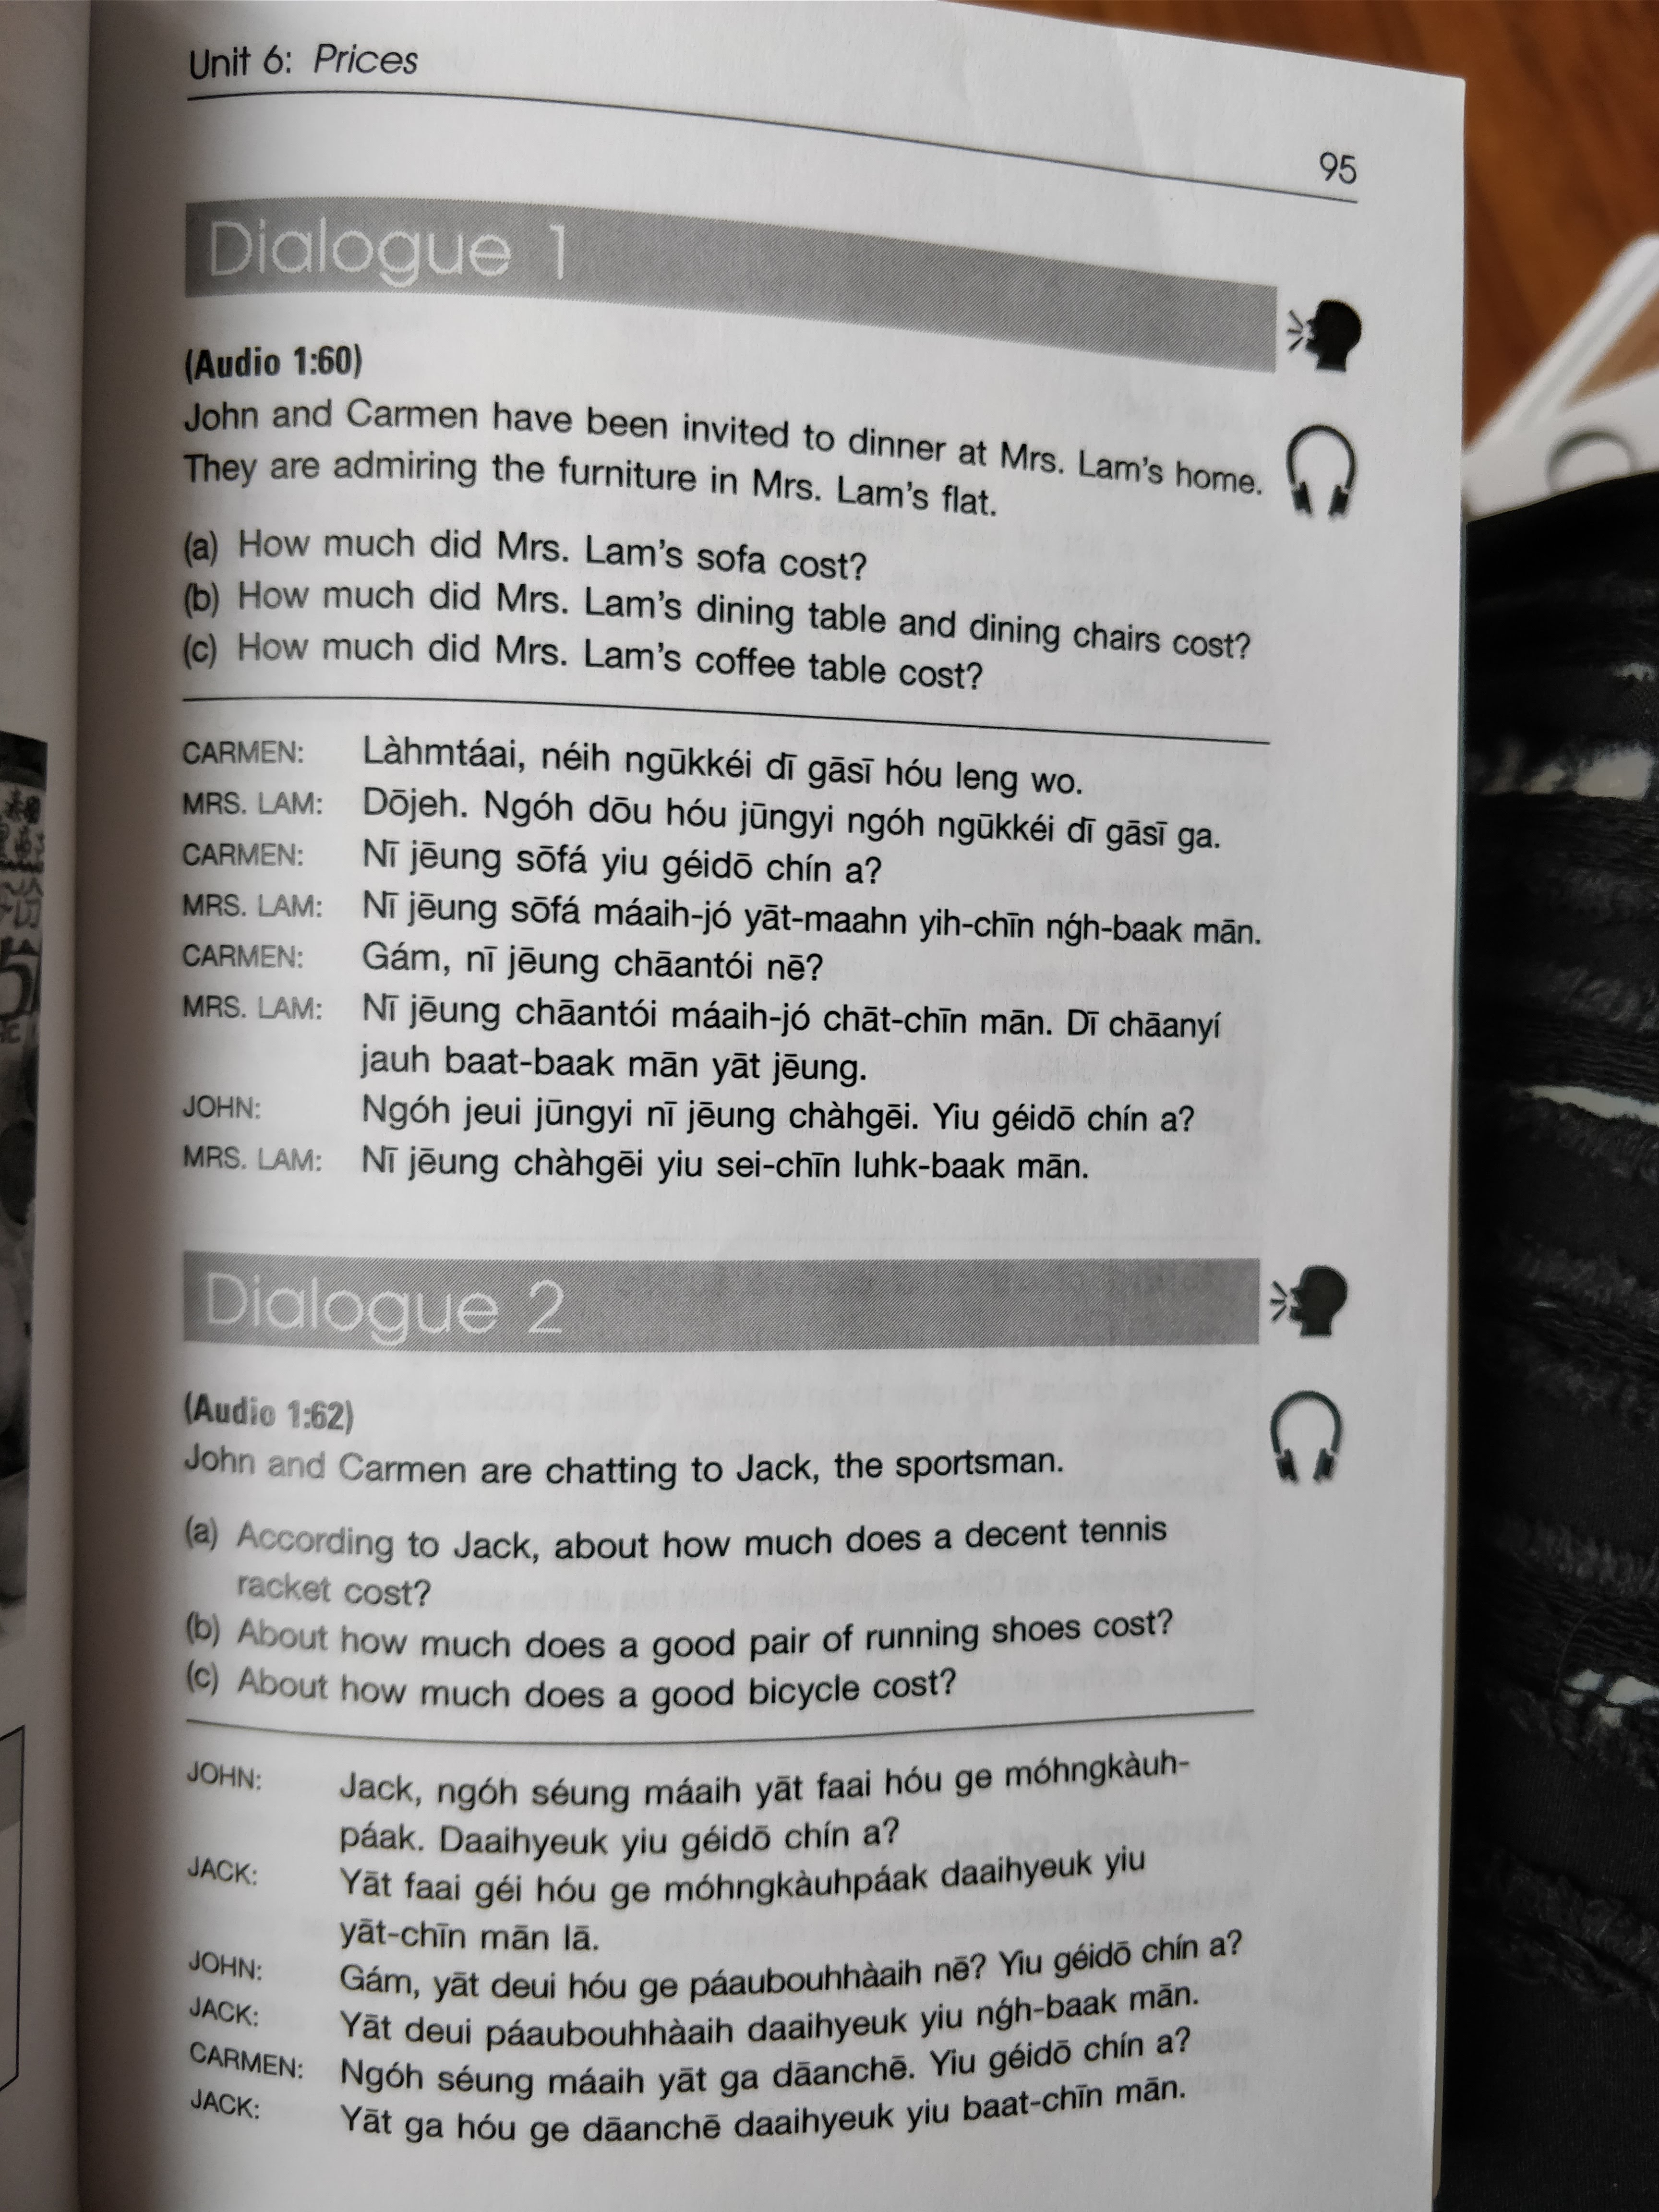 Unit 6: Prices
95
Dialogue 1
(Audio 1:60)
John and Carmen have been invited to dinner at Mrs. Lam's home.
They are admiring the furniture in Mrs. Lam's flat.
(a) How much did Mrs. Lam's sofa cost?
(b) How much did Mrs. Lam's dining table and dining chairs cost?
(c) How much did Mrs. Lam's coffee table cost?
CARMEN: Làhmtáai, néih ngūkkéi dī gāsī hóu leng wo.
MRS. LAM: Dōjeh. Ngóh dōu hóu jūngyi ngóh ngūkkéi dī gāsī ga.
CARMEN: Nī jēung sōfá yiu géidō chín a?
MRS. LAM: Nī jēung sōfá máaih-jó yāt-maahn yih-chīn nǵh-baak mān.
CARMEN: Gám, nī jēung chāantói nē?
MRS. LAM: Nī jēung chāantói máaih-jó chāt-chīn mān. Dī chāanyí
jauh baat-baak mān yāt jēung.
JOHN: Ngóh jeui jūngyi nī jēung chàhgēi. Yiu géidō chín a?
MRS. LAM: Nī jēung chàhgēi yiu sei-chīn luhk-baak mān.
Dialogue 2
(Audio 1:62)
John and Carmen are chatting to Jack, the sportsman.
(a) According to Jack, about how much does a decent tennis
racket cost?
(b) About how much does a good pair of running shoes cost?
(c) About how much does a good bicycle cost?
JOHN: Jack, ngóh séung máaih yāt faai hóu ge móhngkàuh-
páak. Daaihyeuk yiu géidō chín a?
JACK: Yāt faai géi hóu ge móhngkàuhpáak daaihyeuk yiu
yāt-chīn mān lā.
JOHN: Gám, yāt deui hóu ge páaubouhhàaih nē? Yiu géidō chín a?
JACK: Yāt deui páaubouhhàaih daaihyeuk yiu nǵh-baak mān.
CARMEN: Ngóh séung máaih yāt ga dāanchē. Yiu géidō chín a?
JACK: Yāt ga hóu ge dāanchē daaihyeuk yiu baat-chīn mān.